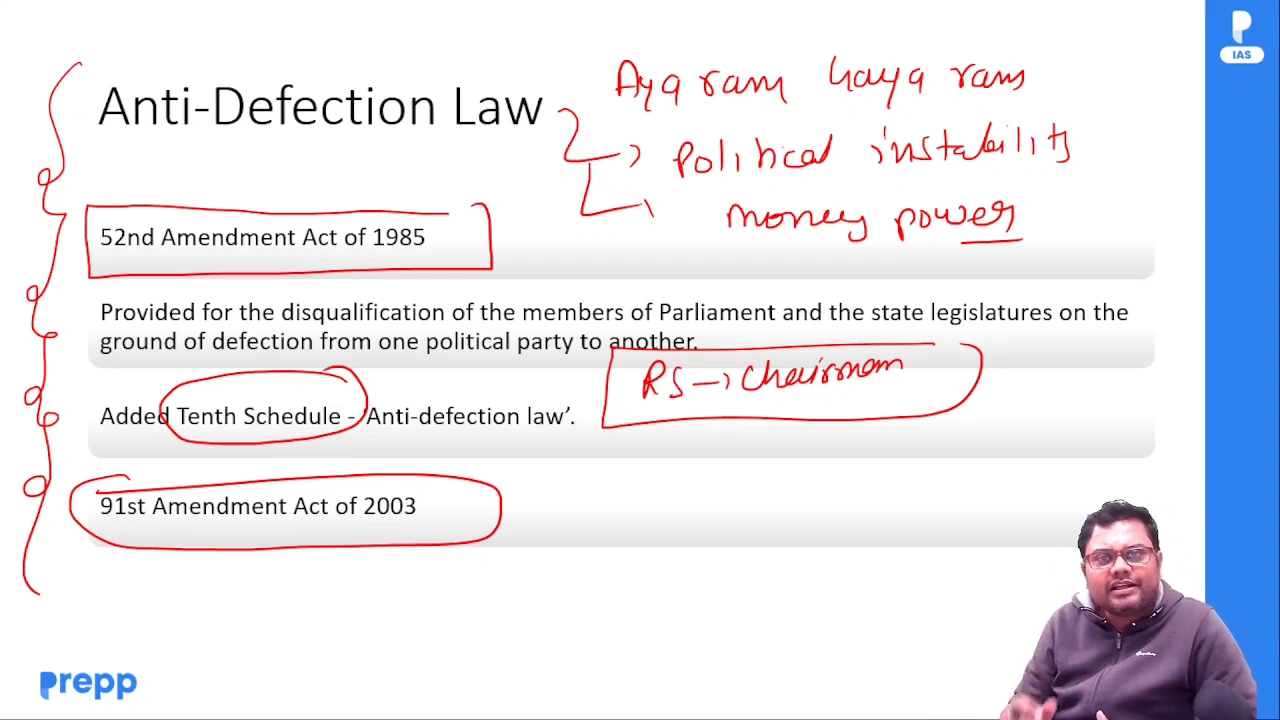 IAS
Aya ram Gaya ram
Anti-Defection Law
Political instability
money power
52nd Amendment Act of 1985
Provided for the disqualification of the members of Parliament and the state legislatures on the
ground of defection from one political party to another.
RS → Chairman
Added Tenth Schedule - ‘Anti-defection law’.
91st Amendment Act of 2003
prepp